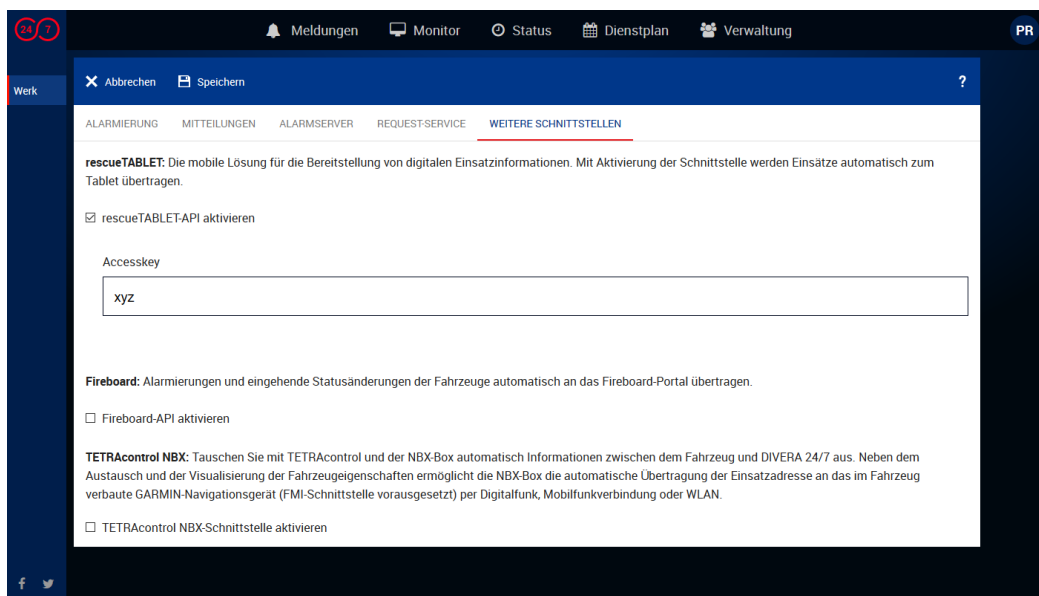 24 7
Meldungen Monitor Status Dienstplan Verwaltung PR
Werk
Abbrechen Speichern ?
ALARMIERUNG MITTEILUNGEN ALARMSERVER REQUEST-SERVICE WEITERE SCHNITTSTELLEN
rescueTABLET: Die mobile Lösung für die Bereitstellung von digitalen Einsatzinformationen. Mit Aktivierung der Schnittstelle werden Einsätze automatisch zum
Tablet übertragen.
rescueTABLET-API aktivieren
Accesskey
xyz
Fireboard: Alarmierungen und eingehende Statusänderungen der Fahrzeuge automatisch an das Fireboard-Portal übertragen.
Fireboard-API aktivieren
TETRAcontrol NBX: Tauschen Sie mit TETRAcontrol und der NBX-Box automatisch Informationen zwischen dem Fahrzeug und DIVERA 24/7 aus. Neben dem
Austausch und der Visualisierung der Fahrzeugeigenschaften ermöglicht die NBX-Box die automatische Übertragung der Einsatzadresse an das im Fahrzeug
verbaute GARMIN-Navigationsgerät (FMI-Schnittstelle vorausgesetzt) per Digitalfunk, Mobilfunkverbindung oder WLAN.
TETRAcontrol NBX-Schnittstelle aktivieren